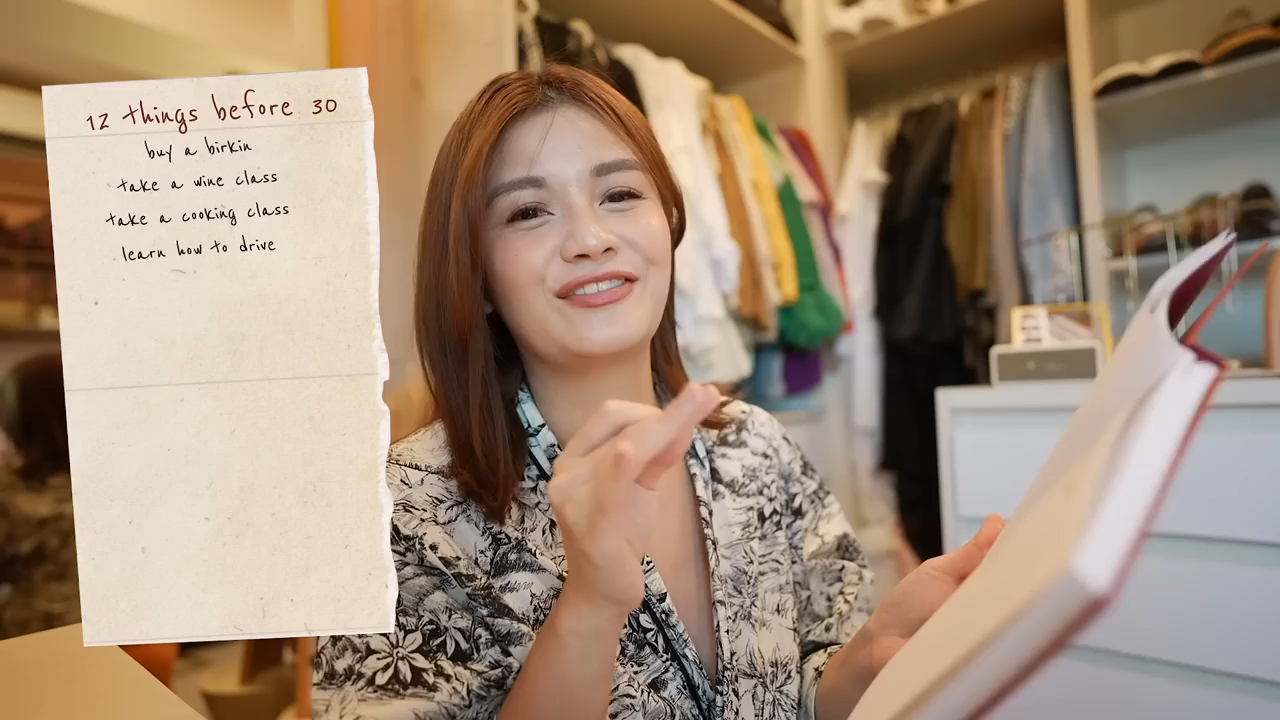 12 things before 30
buy a birkin
take a wine class
take a cooking class
learn how to drive